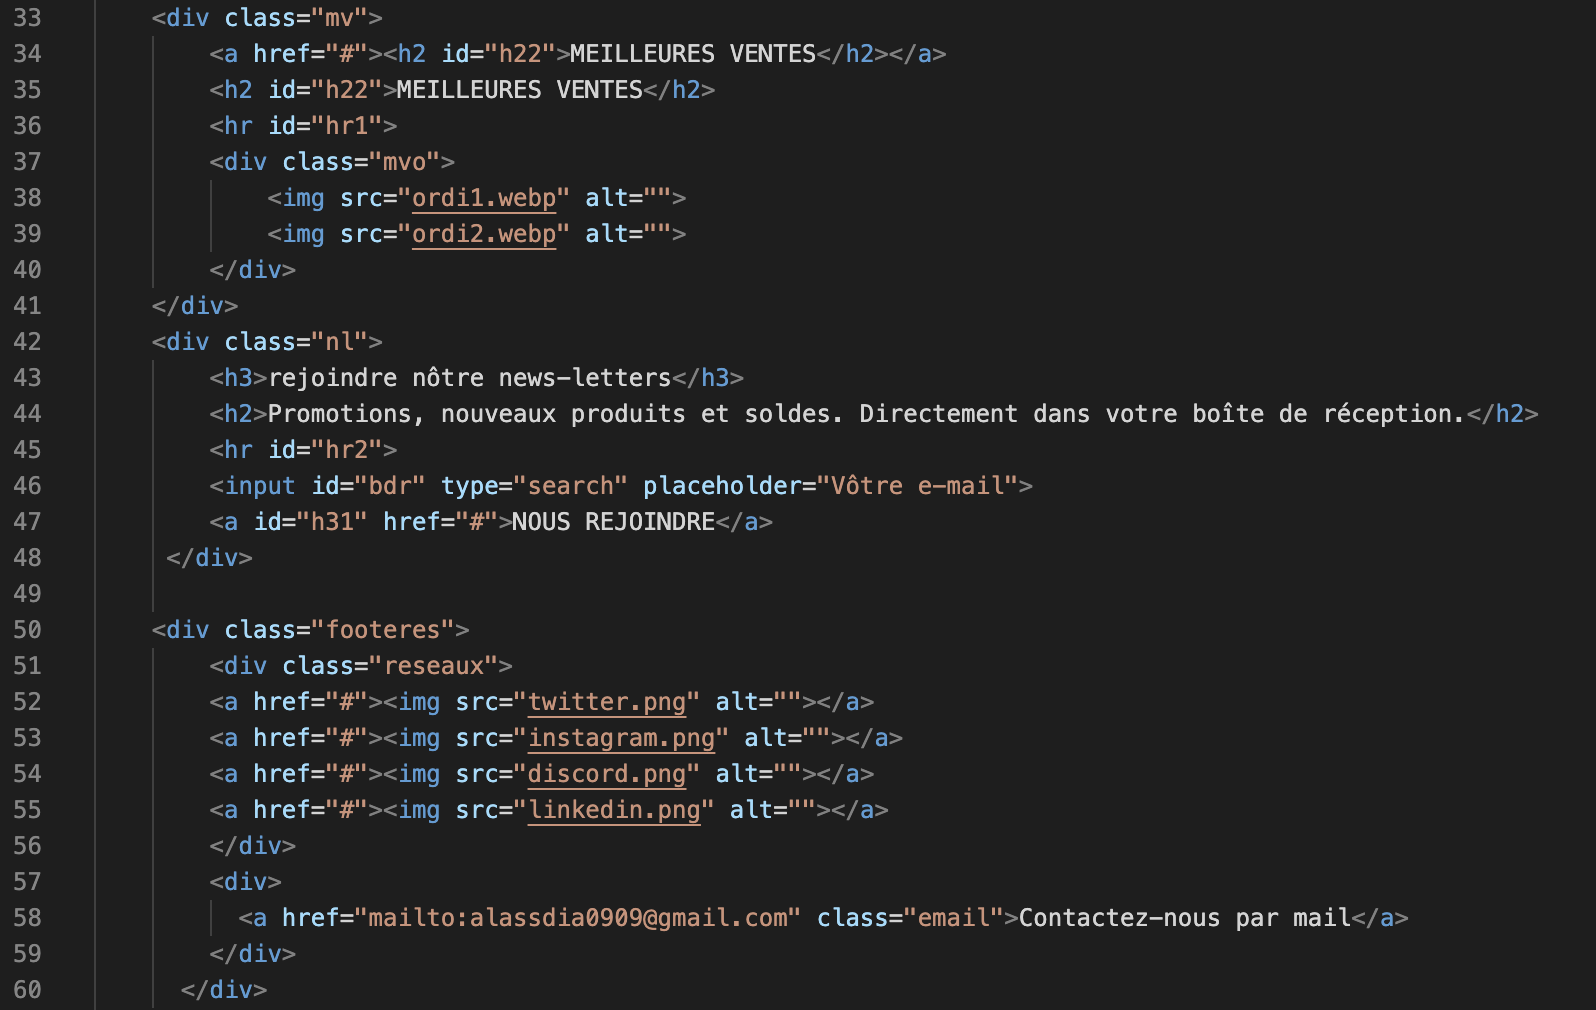 33 <div class="mv">
34 <a href="#"><h2 id="h22">MEILLEURES VENTES</h2></a>
35 <h2 id="h22">MEILLEURES VENTES</h2>
36 <hr id="hr1">
37 <div class="mvo">
38 <img src="ordi1.webp" alt="">
39 <img src="ordi2.webp" alt="">
40 </div>
41 </div>
42 <div class="nl">
43 <h3>rejoindre nôtre news-letters</h3>
44 <h2>Promotions, nouveaux produits et soldes. Directement dans votre boîte de réception.</h2>
45 <hr id="hr2">
46 <input id="bdr" type="search" placeholder="Vôtre e-mail">
47 <a id="h31" href="#">NOUS REJOINDRE</a>
48 </div>
49
50 <div class="footeres">
51 <div class="reseaux">
52 <a href="#"><img src="twitter.png" alt=""></a>
53 <a href="#"><img src="instagram.png" alt=""></a>
54 <a href="#"><img src="discord.png" alt=""></a>
55 <a href="#"><img src="linkedin.png" alt=""></a>
56 </div>
57 <div>
58 <a href="mailto:alassdia0909@gmail.com" class="email">Contactez-nous par mail</a>
59 </div>
60 </div>